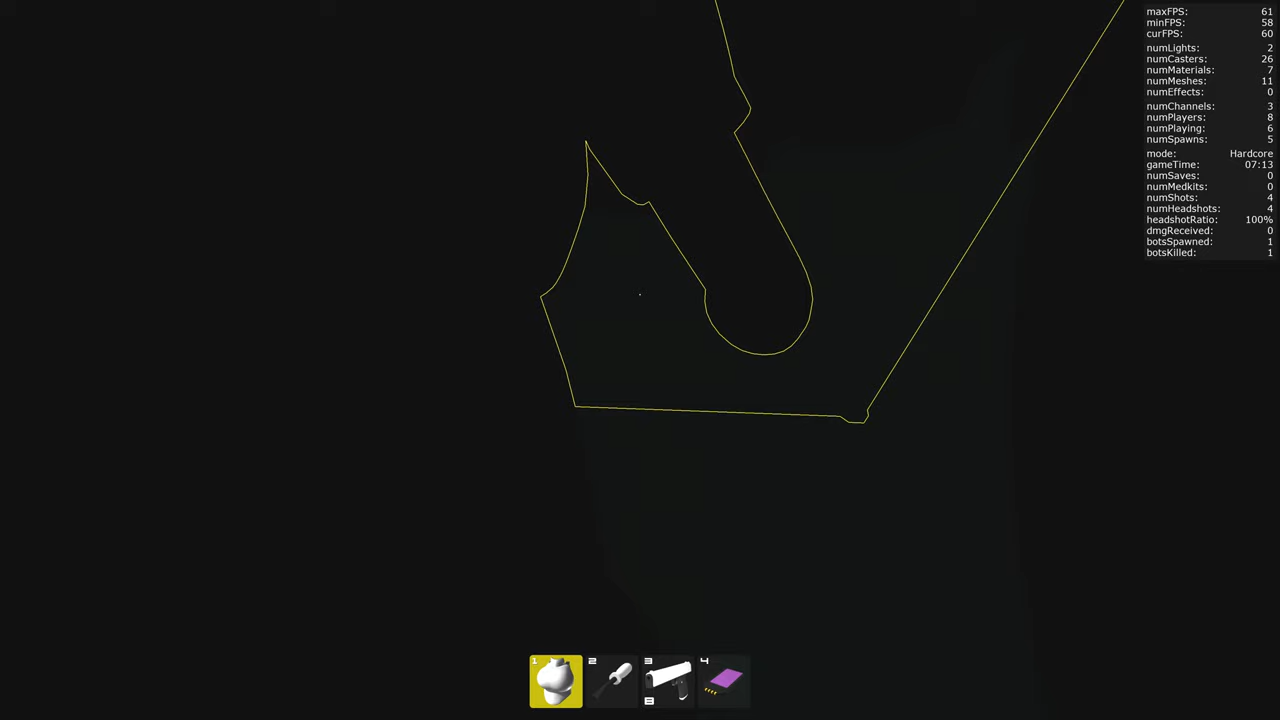 maxFPS: 61
minFPS: 58
curFPS: 60
numLights: 2
numCasters: 26
numMaterials: 7
numMeshes: 11
numEffects: 0
numChannels: 3
numPlayers: 8
numPlaying: 6
numSpawns: 5
mode: Hardcore
gameTime: 07:13
numSaves: 0
numMedkits: 0
numShots: 4
numHeadshots: 4
headshotRatio: 100%
dmgReceived: 0
botsSpawned: 1
botsKilled: 1
1 2 3 4
8